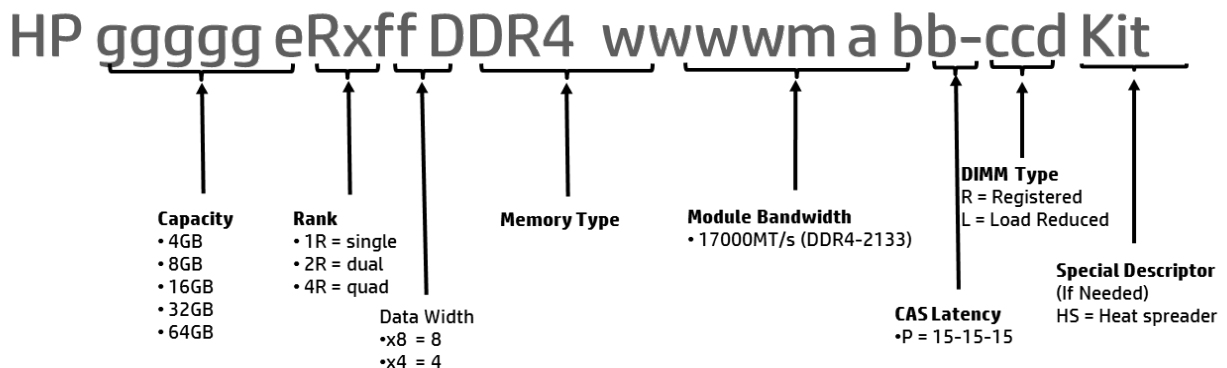 HP ggggg eRxff DDR4 wwwwm a bb-ccd Kit
Capacity
• 4GB
• 8GB
• 16GB
• 32GB
• 64GB
Rank
• 1R = single
• 2R = dual
• 4R = quad
Data Width
•x8 = 8
•x4 = 4
Memory Type
Module Bandwidth
• 17000MT/s (DDR4-2133)
CAS Latency
•P = 15-15-15
DIMM Type
R = Registered
L = Load Reduced
Special Descriptor
(If Needed)
HS = Heat spreader